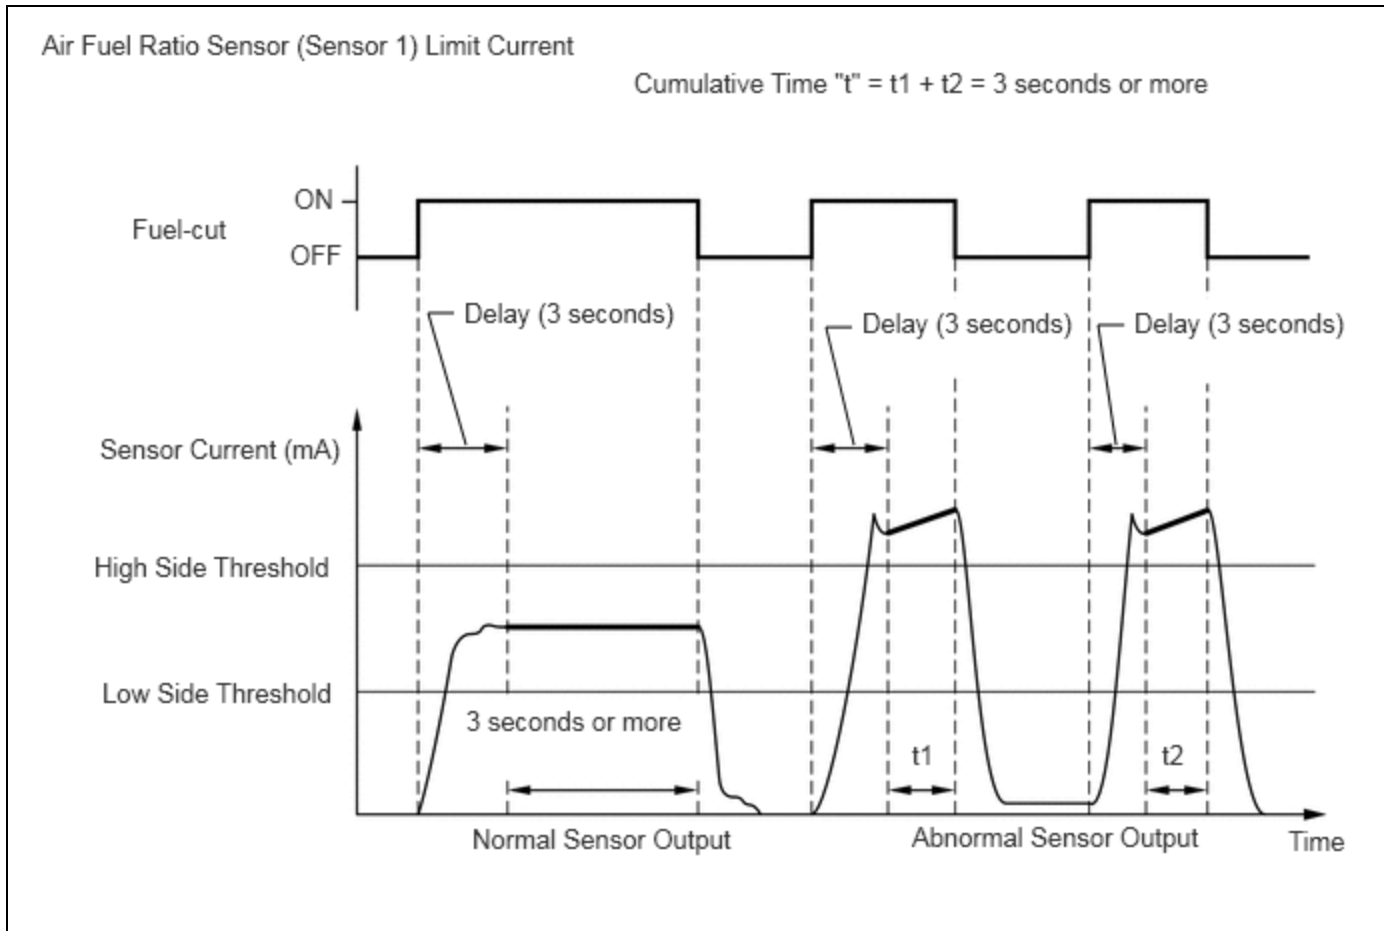 Air Fuel Ratio Sensor (Sensor 1) Limit Current
Cumulative Time "t" = t1 + t2 = 3 seconds or more
ON
Fuel-cut
OFF
Delay (3 seconds)
Delay (3 seconds)
Delay (3 seconds)
Sensor Current (mA)
High Side Threshold
Low Side Threshold
3 seconds or more
t1
t2
Normal Sensor Output
Abnormal Sensor Output
Time